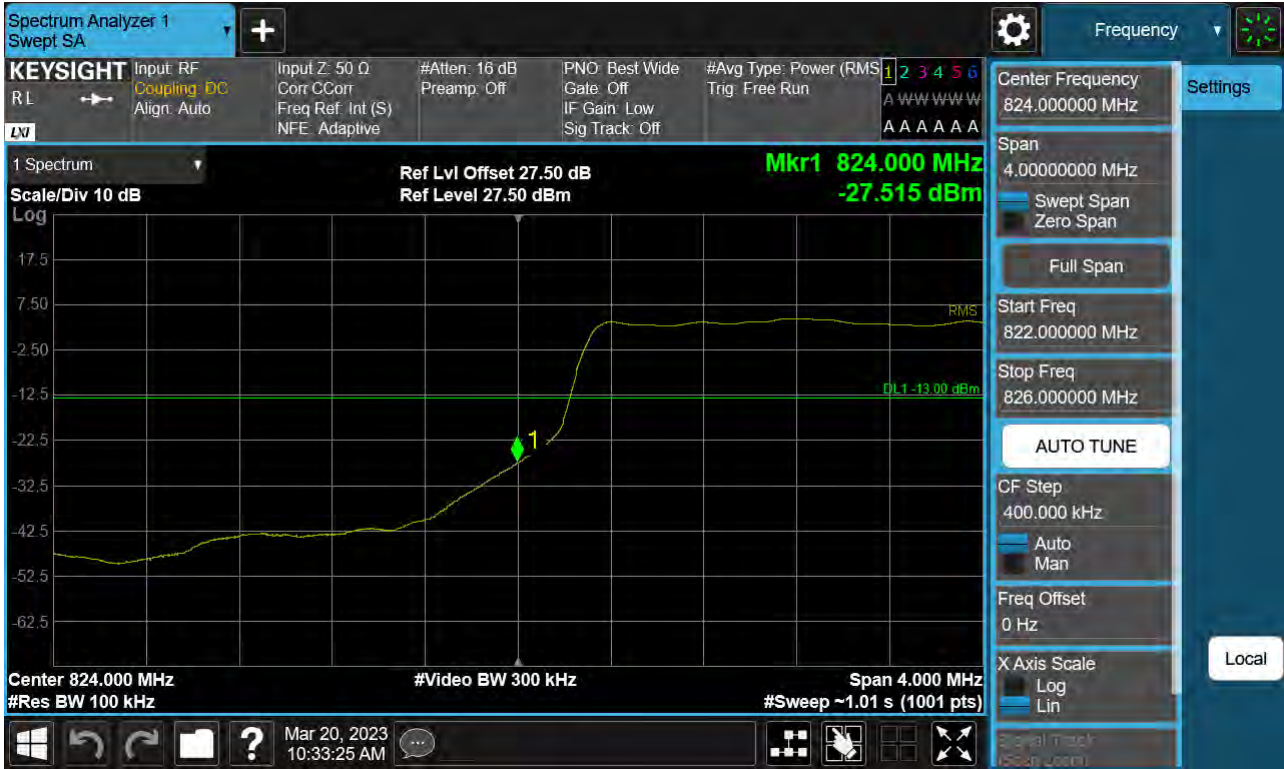 Spectrum Analyzer 1
Swept SA
+
Frequency
KEYSIGHT
RL
LXI
Input: RF
Coupling: DC
Align: Auto
Input Z: 50 Ω
Corr CCorr
Freq Ref: Int (S)
NFE: Adaptive
#Atten: 16 dB
Preamp: Off
PNO: Best Wide
Gate: Off
IF Gain: Low
Sig Track: Off
#Avg Type: Power (RMS
Trig: Free Run
1 2 3 4 5 6
A W W W W W
A A A A A A
1 Spectrum
Scale/Div 10 dB
Log
Ref Lvl Offset 27.50 dB
Ref Level 27.50 dBm
Mkr1 824.000 MHz
-27.515 dBm
17.5
7.50
-2.50
-12.5
-22.5
-32.5
-42.5
-52.5
-62.5
RMS
DL1 -13.00 dBm
1
Center 824.000 MHz
#Res BW 100 kHz
#Video BW 300 kHz
Span 4.000 MHz
#Sweep ~1.01 s (1001 pts)
Center Frequency
824.000000 MHz
Settings
Span
4.00000000 MHz
Swept Span
Zero Span
Full Span
Start Freq
822.000000 MHz
Stop Freq
826.000000 MHz
AUTO TUNE
CF Step
400.000 kHz
Auto
Man
Freq Offset
0 Hz
X Axis Scale
Log
Lin
Local
Signal Track
(Span Zoom)
?
Mar 20, 2023
10:33:25 AM